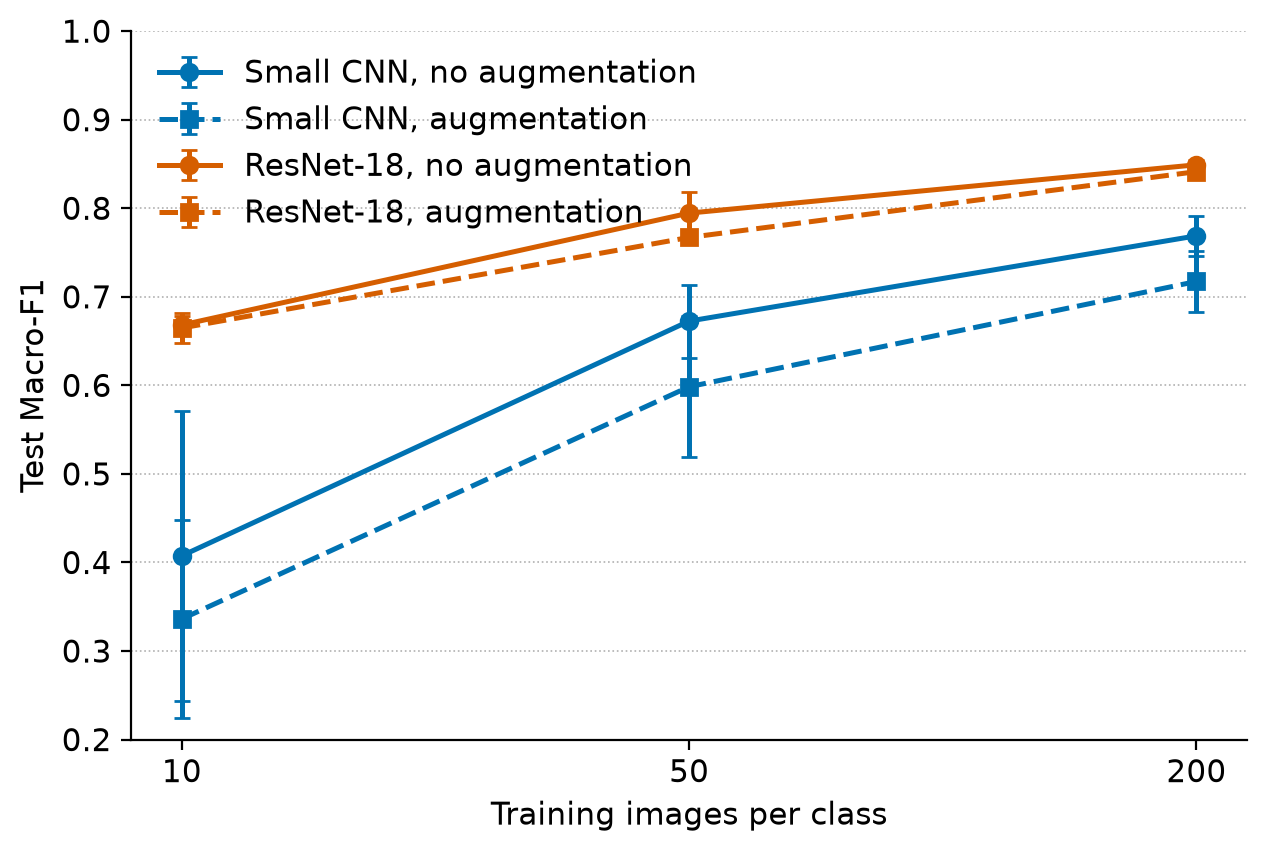 1.0
0.9
0.8
0.7
0.6
0.5
0.4
0.3
0.2
Test Macro-F1
Small CNN, no augmentation
Small CNN, augmentation
ResNet-18, no augmentation
ResNet-18, augmentation
10 50 200
Training images per class